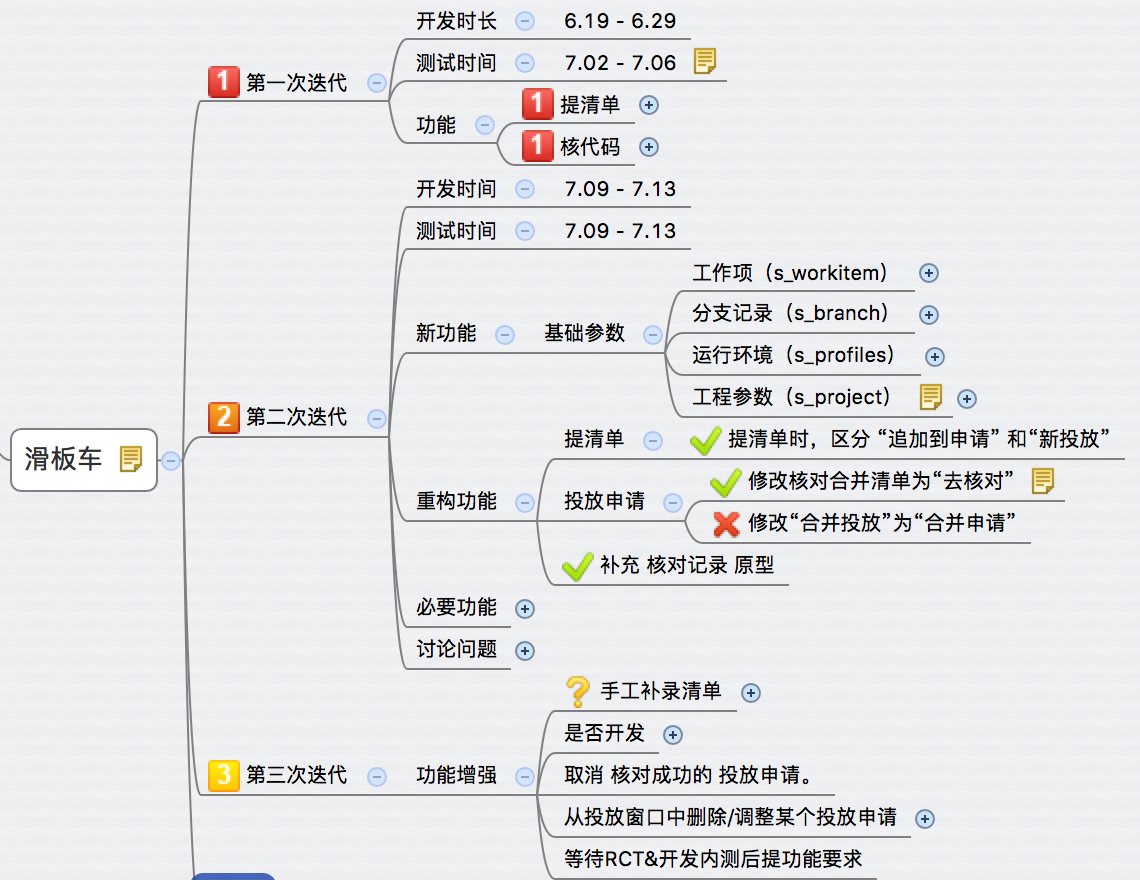 开发时长 6.19 - 6.29
测试时间 7.02 - 7.06
1 第一次迭代
功能
1 提清单
1 核代码
开发时间 7.09 - 7.13
测试时间 7.09 - 7.13
工作项（s_workitem）
分支记录（s_branch）
新功能 基础参数
运行环境（s_profiles）
工程参数（s_project）
2 第二次迭代
提清单 提清单时，区分 “追加到申请” 和“新投放”
滑板车
修改核对合并清单为“去核对”
重构功能 投放申请
修改“合并投放”为“合并申请”
补充 核对记录 原型
必要功能
讨论问题
手工补录清单
是否开发
3 第三次迭代 功能增强 取消 核对成功的 投放申请。
从投放窗口中删除/调整某个投放申请
等待RCT&开发内测后提功能要求